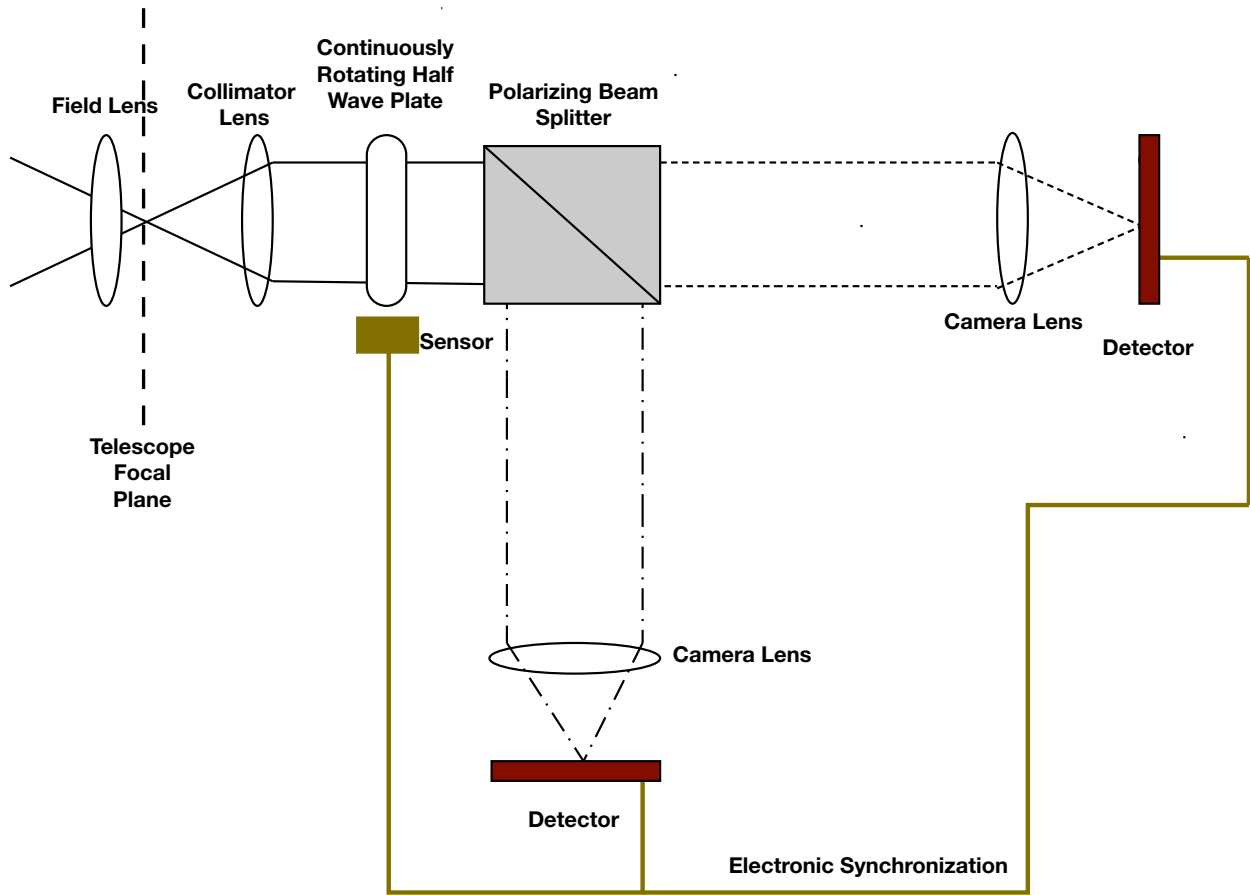 Continuously
Rotating Half
Wave Plate
Field Lens
Collimator
Lens
Polarizing Beam
Splitter
Sensor
Camera Lens
Detector
Telescope
Focal
Plane
Camera Lens
Detector
Electronic Synchronization